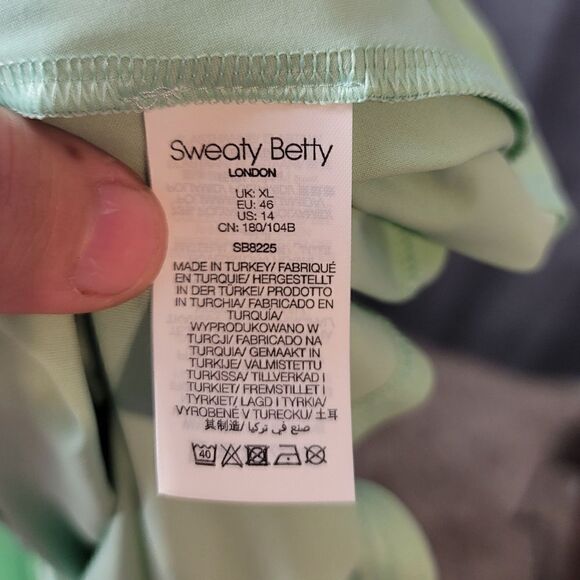 Sweaty Betty
LONDON
UK: XL
EU: 46
US: 14
CN: 180/104B
SB8225
MADE IN TURKEY/ FABRIQUÉ
EN TURQUIE/ HERGESTELLT
IN DER TÜRKEI/ PRODOTTO
IN TURCHIA/ FABRICADO EN
TURQUÍA/
WYPRODUKOWANO W
TURCJI/ FABRICADO NA
TURQUIA/ GEMAAKT IN
TURKIJE/ VALMISTETTU
TURKISSA/ TILLVERKAD I
TURKIET/ FREMSTILLET I
TYRKIET/ LAGD I TYRKIA/
VYROBENÉ V TURECKU/ 土耳
其制造/ صنع في تركيا/
40